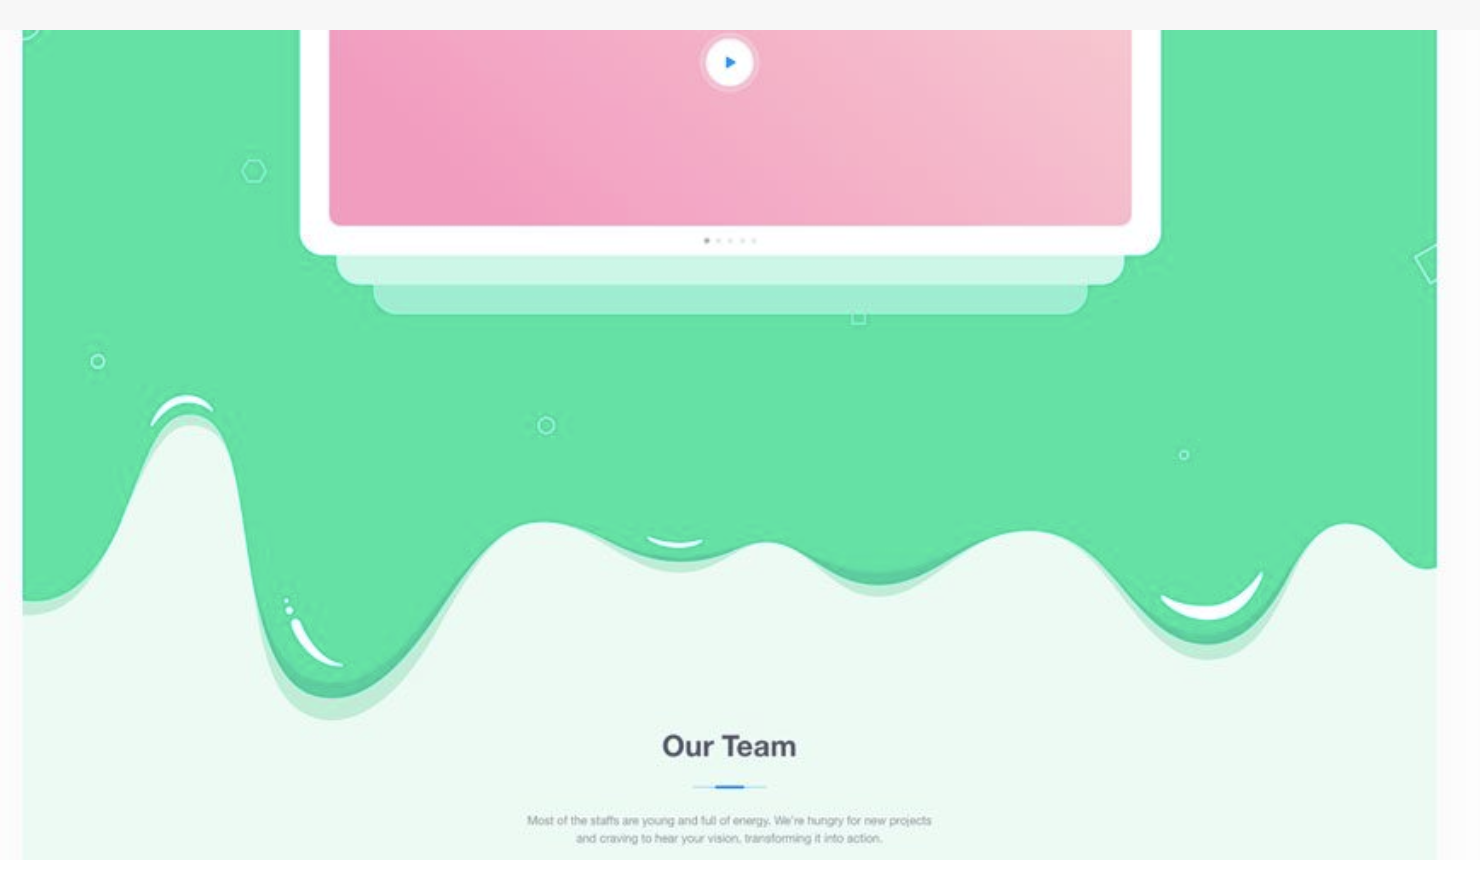 Our Team
Most of the staffs are young and full of energy. We're hungry for new projects
and craving to hear your vision, transforming it into action.